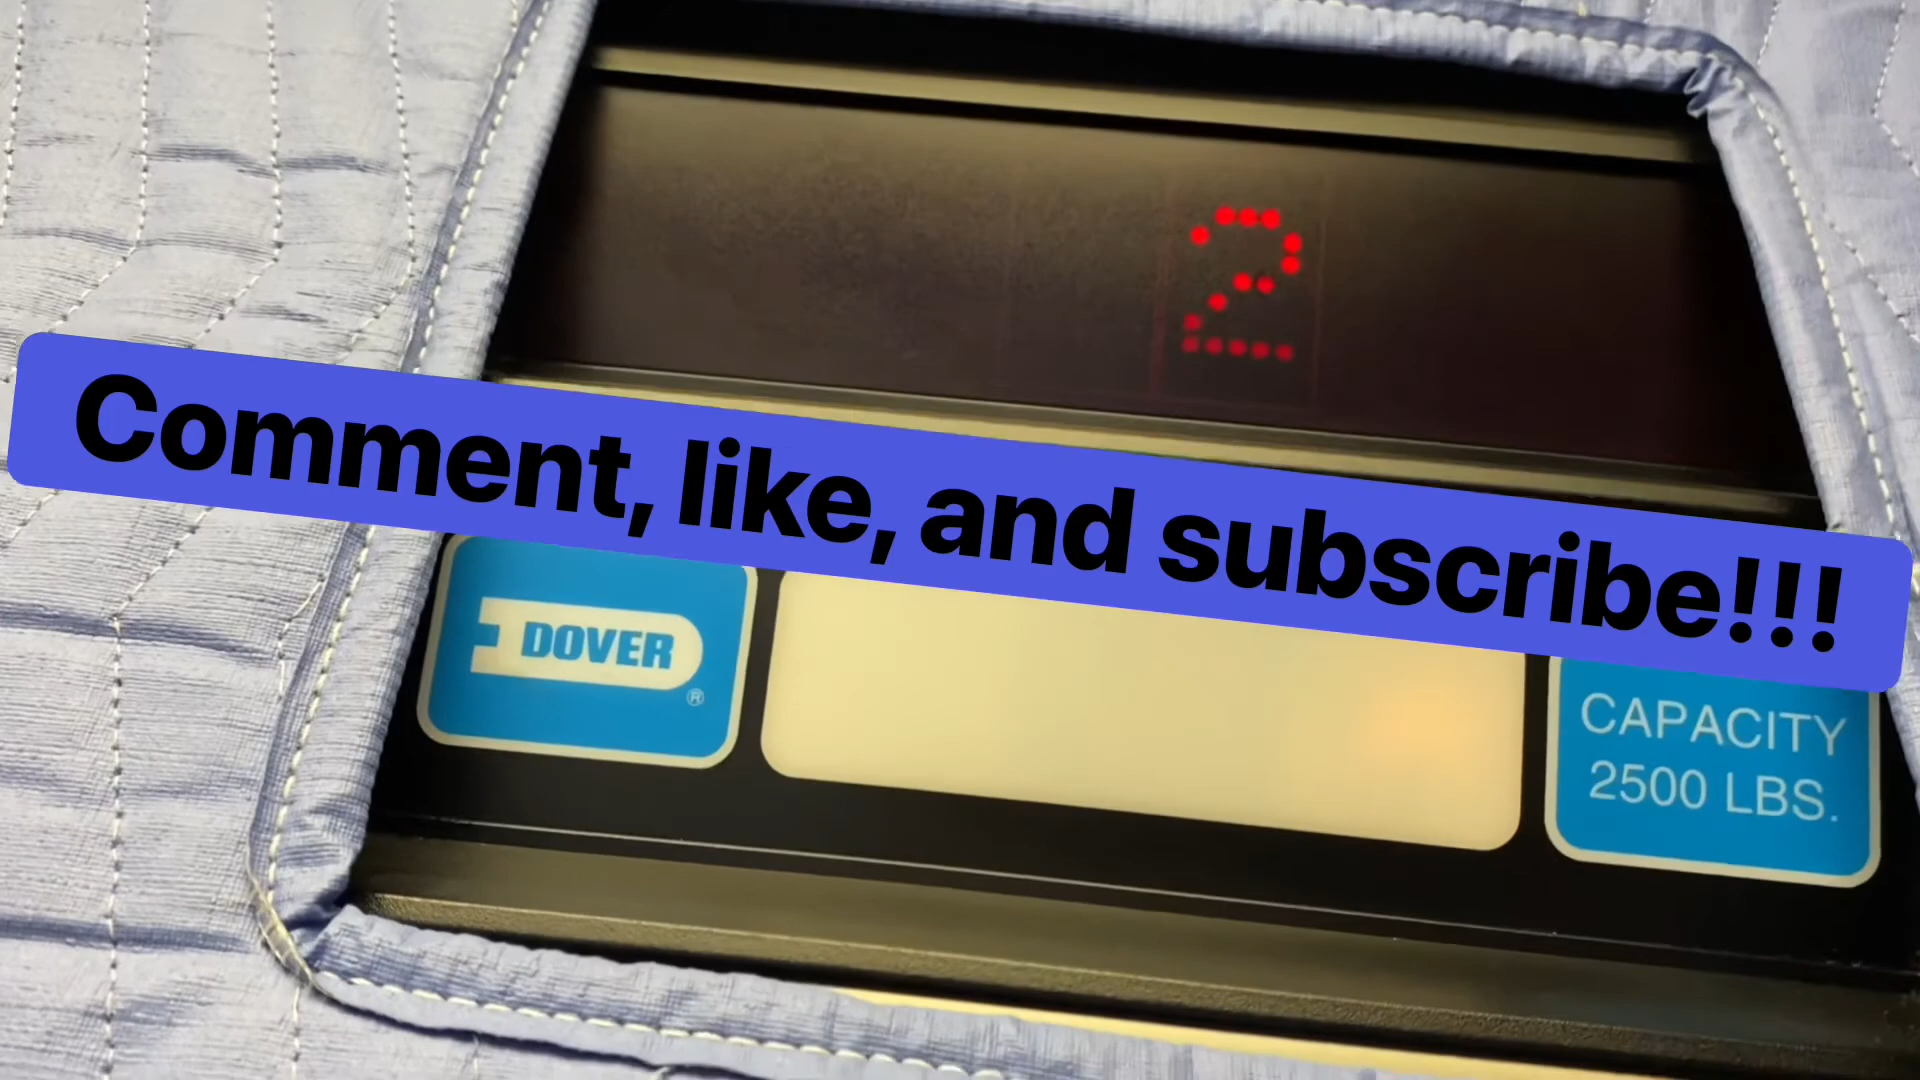 2
Comment, like, and subscribe!!!
DOVER
®
CAPACITY
2500 LBS.